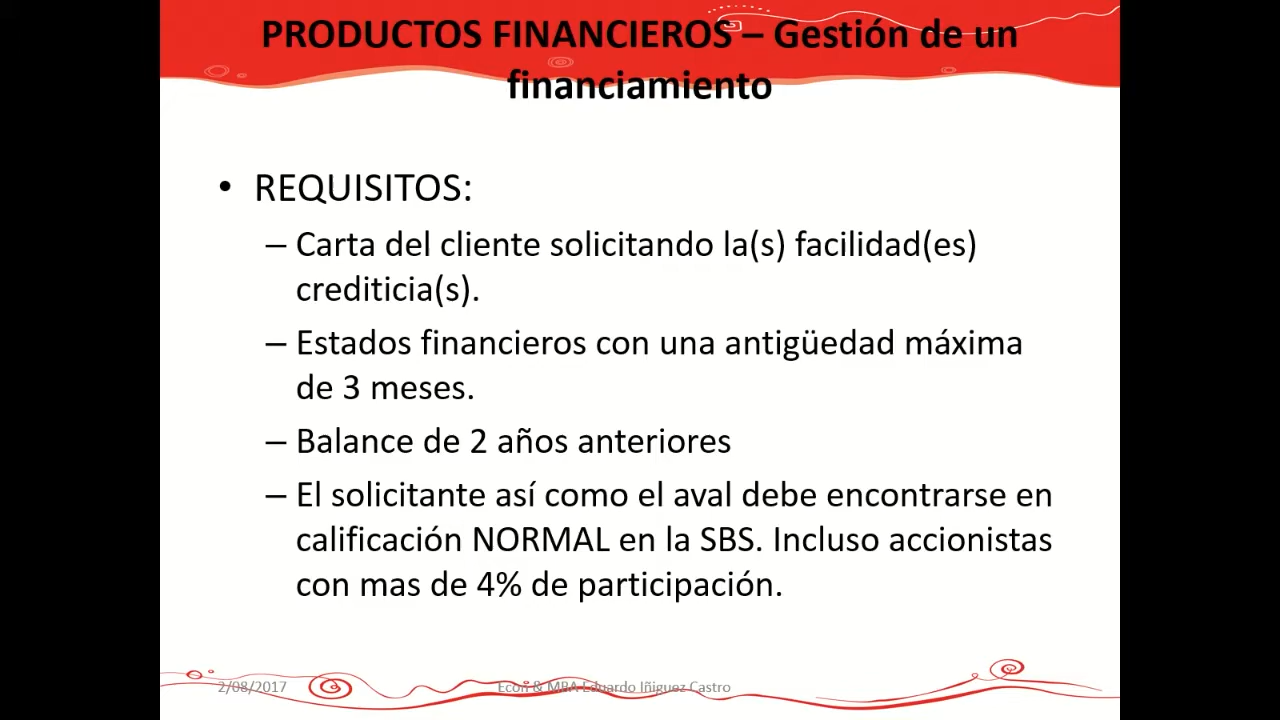 PRODUCTOS FINANCIEROS – Gestión de un
financiamiento
• REQUISITOS:
– Carta del cliente solicitando la(s) facilidad(es)
crediticia(s).
– Estados financieros con una antigüedad máxima
de 3 meses.
– Balance de 2 años anteriores
– El solicitante así como el aval debe encontrarse en
calificación NORMAL en la SBS. Incluso accionistas
con mas de 4% de participación.
2/08/2017
Econ & MBA Eduardo Iñiguez Castro